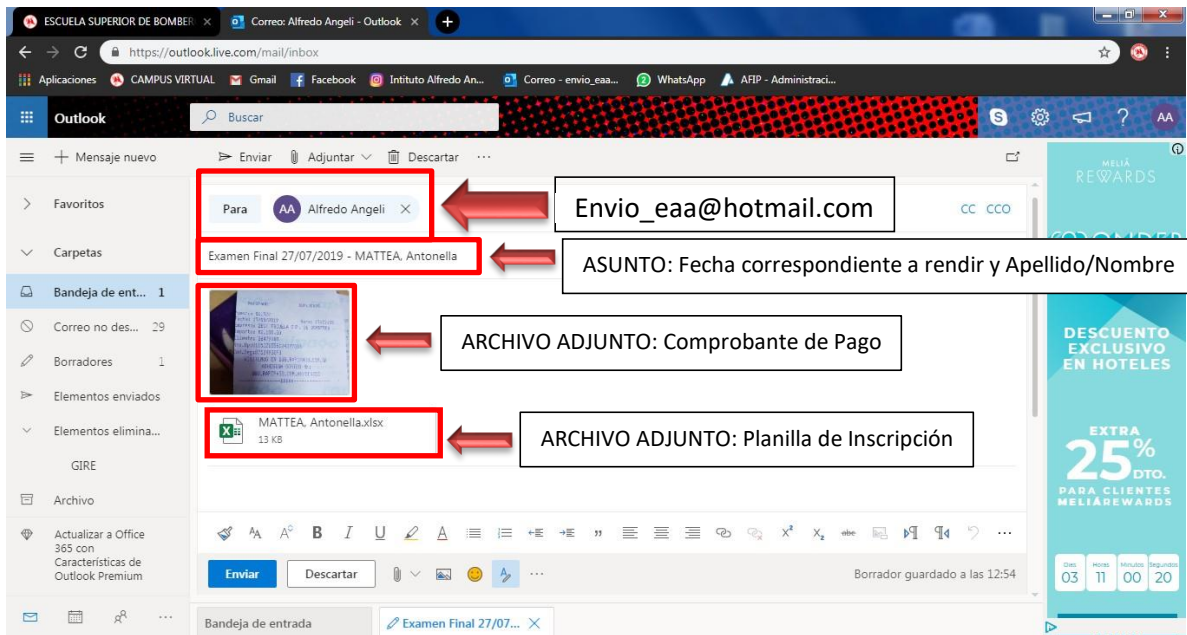 ESCUELA SUPERIOR DE BOMBER
Correo: Alfredo Angeli - Outlook
https://outlook.live.com/mail/inbox
Aplicaciones CAMPUS VIRTUAL Gmail Facebook Intituto Alfredo An... Correo - envio_eaa... WhatsApp AFIP - Administraci...
Outlook
Buscar
AA
Mensaje nuevo
Enviar Adjuntar Descartar ...
MELIÁ
REWARDS
Favoritos
Para AA Alfredo Angeli
Envio_eaa@hotmail.com
CC CCO
Carpetas
Examen Final 27/07/2019 - MATTEA, Antonella
ASUNTO: Fecha correspondiente a rendir y Apellido/Nombre
Bandeja de ent... 1
Correo no des... 29
ARCHIVO ADJUNTO: Comprobante de Pago
DESCUENTO
EXCLUSIVO
EN HOTELES
Borradores 1
Elementos enviados
Elementos elimina...
MATTEA, Antonella.xlsx
13 KB
ARCHIVO ADJUNTO: Planilla de Inscripción
EXTRA
25%
DTO.
PARA CLIENTES
MELIÁREWARDS
GIRE
Archivo
Actualizar a Office
365 con
Características de
Outlook Premium
Enviar Descartar
Borrador guardado a las 12:54
Días Horas Minutos Segundos
03 11 00 20
Bandeja de entrada
Examen Final 27/07...